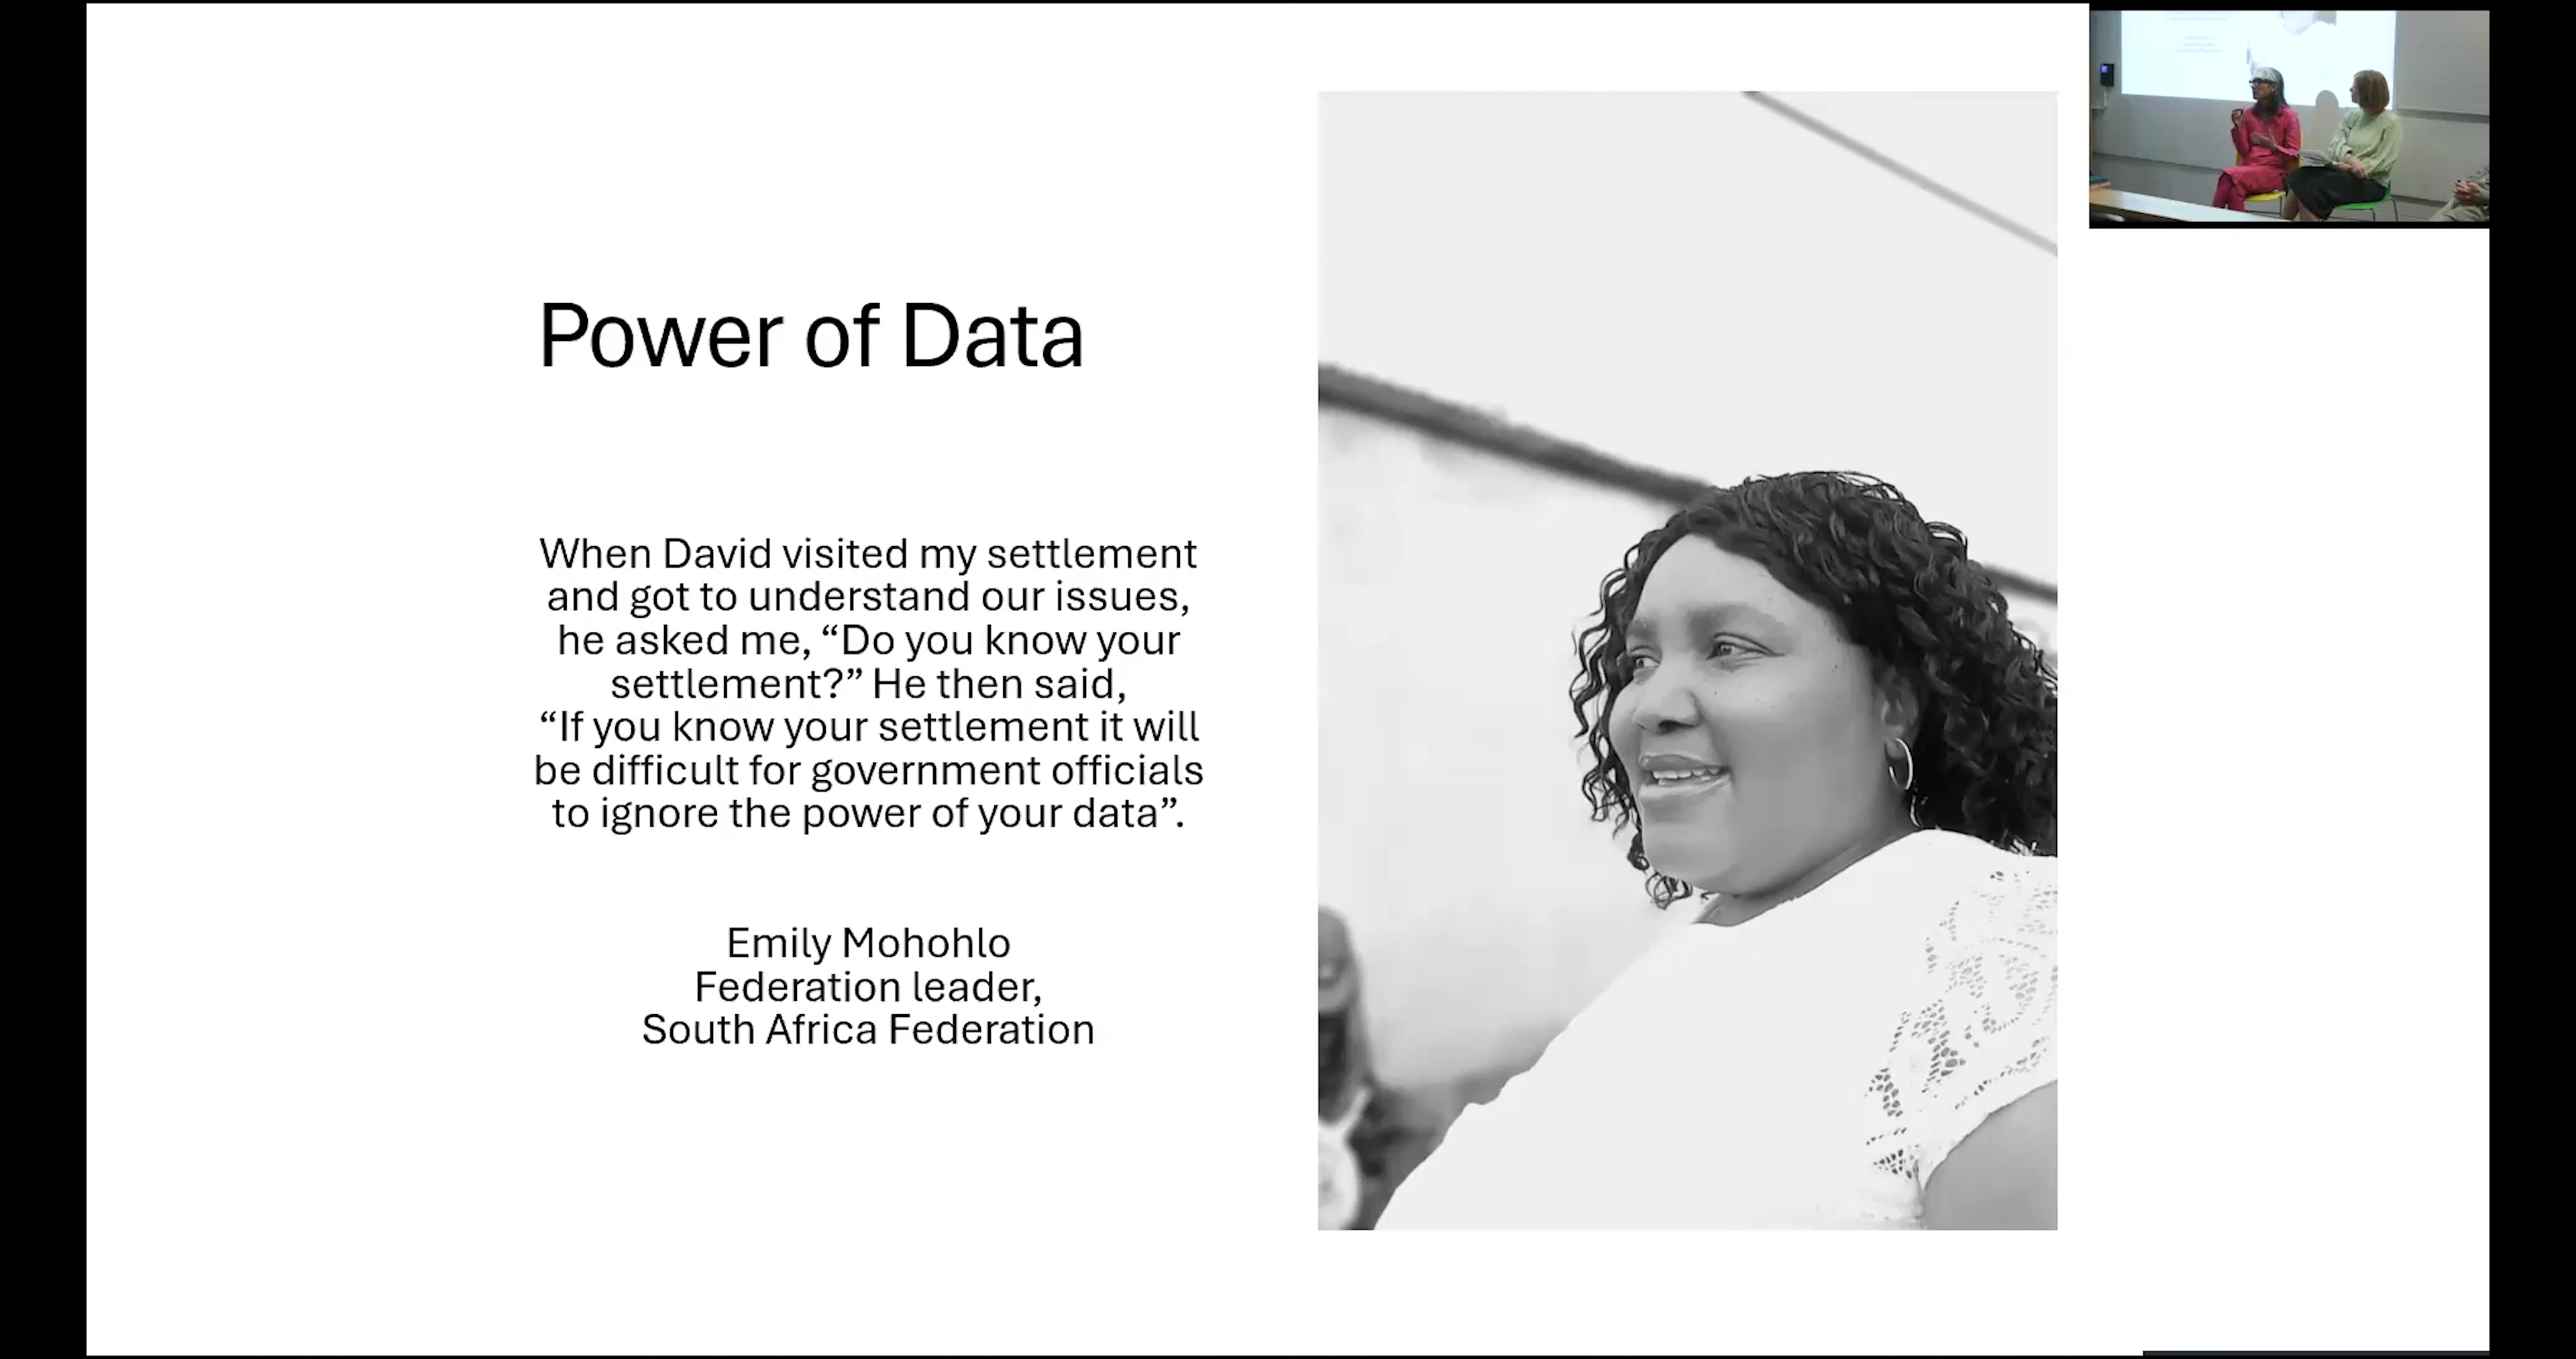 Power of Data
When David visited my settlement
and got to understand our issues,
he asked me, “Do you know your
settlement?” He then said,
“If you know your settlement it will
be difficult for government officials
to ignore the power of your data”.
Emily Mohohlo
Federation leader,
South Africa Federation